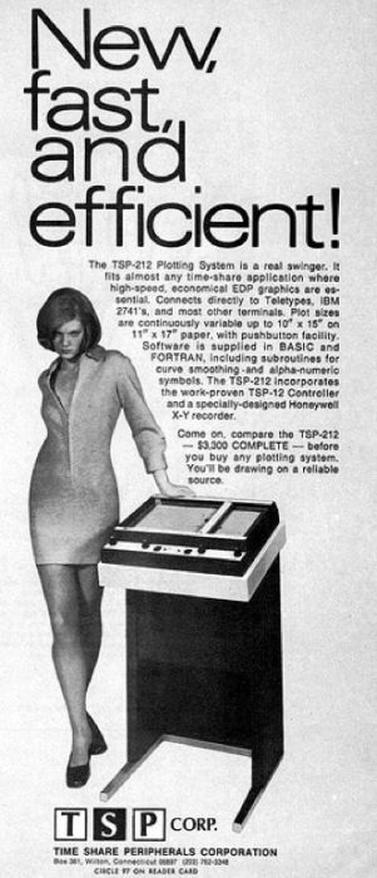 New,
fast,
and
efficient!
The TSP-212 Plotting System is a real swinger. It
fits almost any time-share application where
high-speed, economical EDP graphics are es-
sential. Connects directly to Teletypes, IBM
2741's, and most other terminals. Plot sizes
are continuously variable up to 10" x 15" on
11" x 17" paper, with pushbutton facility.
Software is supplied in BASIC and
FORTRAN, including subroutines for
curve smoothing and alpha-numeric
symbols. The TSP-212 incorporates
the work-proven TSP-12 Controller
and a specially-designed Honeywell
X-Y recorder.
Come on, compare the TSP-212
— $3,300 COMPLETE — before
you buy any plotting system.
You'll be drawing on a reliable
source.
TSP CORP.
TIME SHARE PERIPHERALS CORPORATION
Box 361, Wilton, Connecticut 06897 (203) 762-3348
CIRCLE 97 ON READER CARD